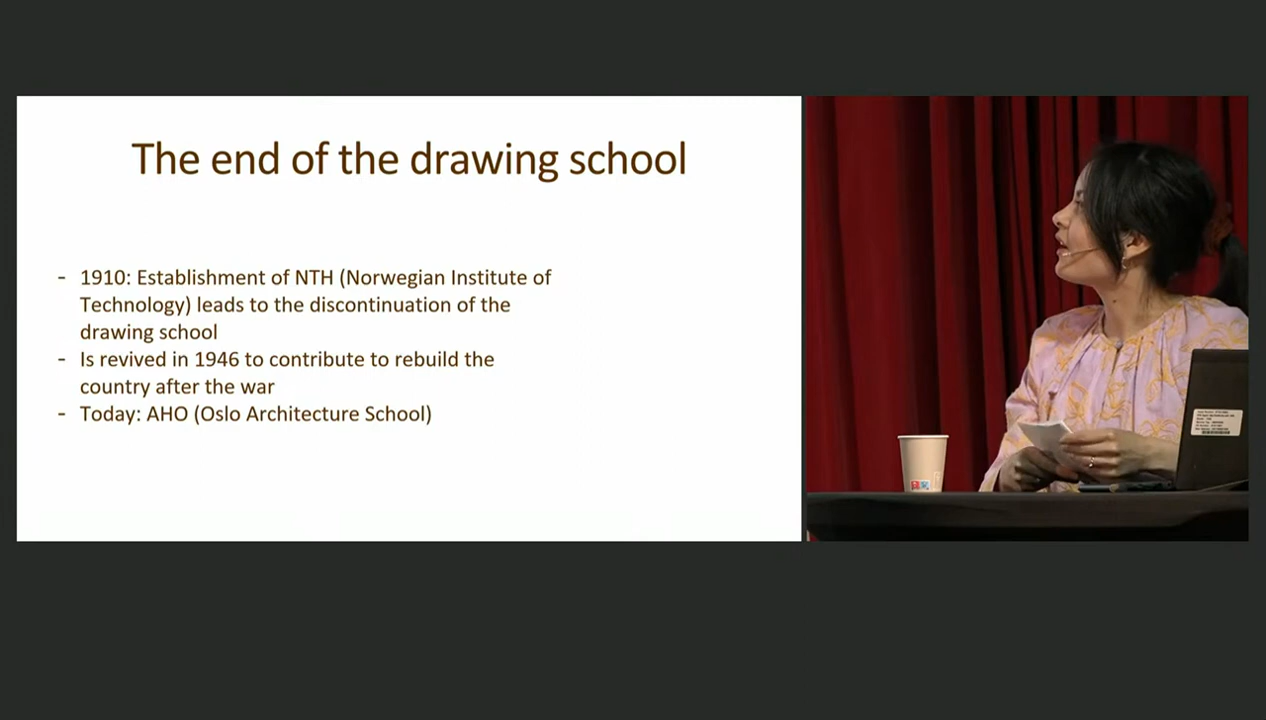 The end of the drawing school
- 1910: Establishment of NTH (Norwegian Institute of
Technology) leads to the discontinuation of the
drawing school
- Is revived in 1946 to contribute to rebuild the
country after the war
- Today: AHO (Oslo Architecture School)